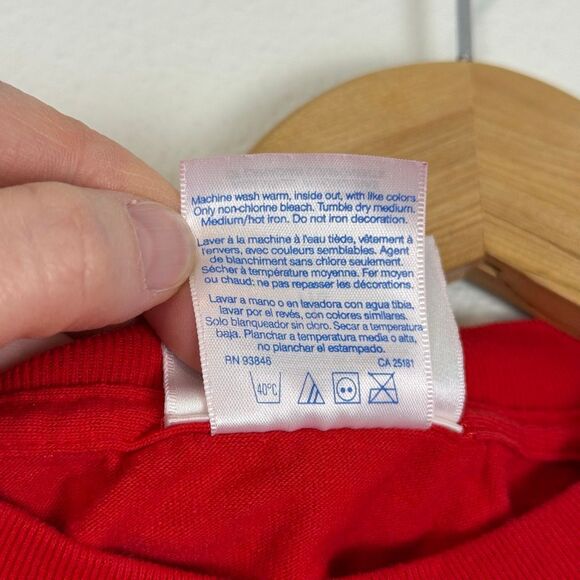 Machine wash warm, inside out, with like colors.
Only non-chlorine bleach. Tumble dry medium.
Medium/hot iron. Do not iron decoration.
Laver à la machine à l'eau tiède, vêtement à
l'envers, avec couleurs semblables. Agent
de blanchiment sans chlore seulement.
Sécher à température moyenne. Fer moyen
ou chaud; ne pas repasser les décorations.
Lavar a mano o en lavadora con agua tibia,
lavar por el revés, con colores similares.
Solo blanqueador sin cloro. Secar a temperatura
baja. Planchar a temperatura media o alta,
no planchar el estampado.
RN 93846 CA 25181
40°C